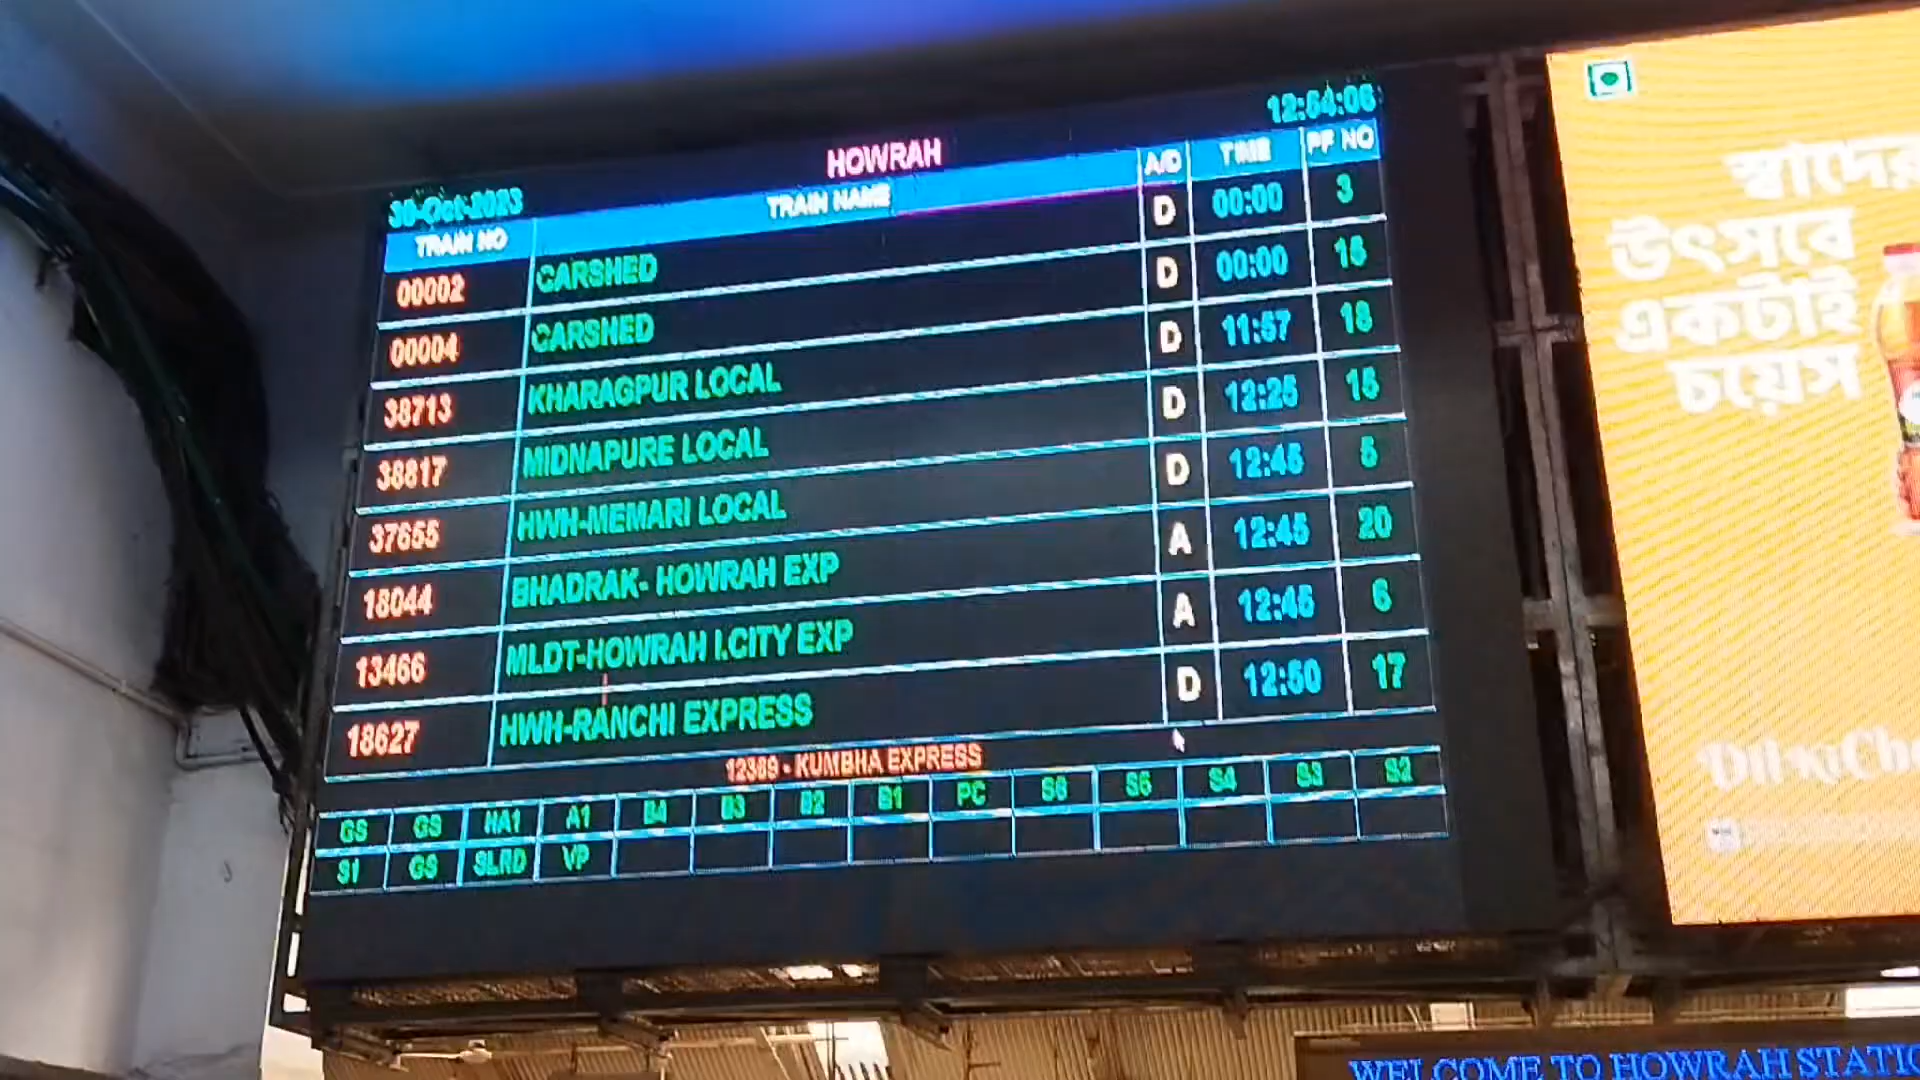 12:54:06
HOWRAH
30-Oct-2023
TRAIN NO TRAIN NAME A/D TIME PF NO
00002 CARSHED D 00:00 3
00004 CARSHED D 00:00 15
38713 KHARAGPUR LOCAL D 11:57 18
38817 MIDNAPURE LOCAL D 12:25 15
37655 HWH-MEMARI LOCAL D 12:45 5
18044 BHADRAK- HOWRAH EXP A 12:45 20
13466 MLDT-HOWRAH I.CITY EXP A 12:45 6
18627 HWH-RANCHI EXPRESS D 12:50 17
12369 - KUMBHA EXPRESS
GS GS HA1 A1 B4 B3 B2 B1 PC S6 S5 S4 S3 S2
S1 GS SLRD VP
স্বাদের
উৎসবে
একটাই
চয়েস
WELCOME TO HOWRAH